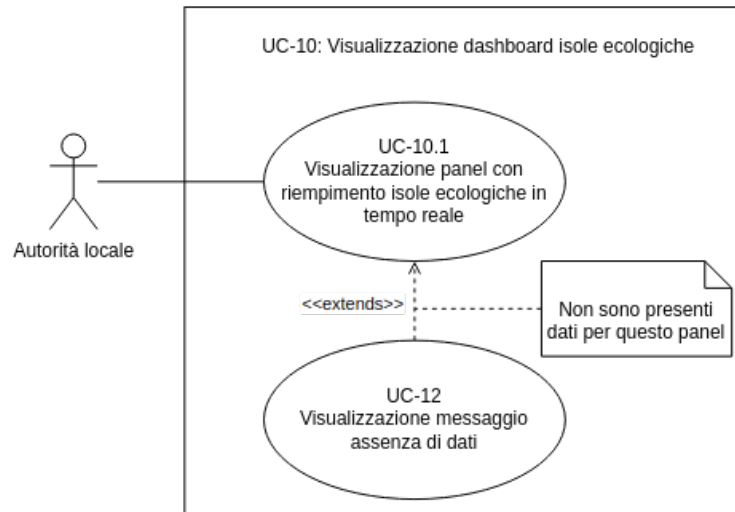 UC-10: Visualizzazione dashboard isole ecologiche
UC-10.1
Visualizzazione panel con
riempimento isole ecologiche in
tempo reale
Autorità locale
<<extends>>
Non sono presenti
dati per questo panel
UC-12
Visualizzazione messaggio
assenza di dati